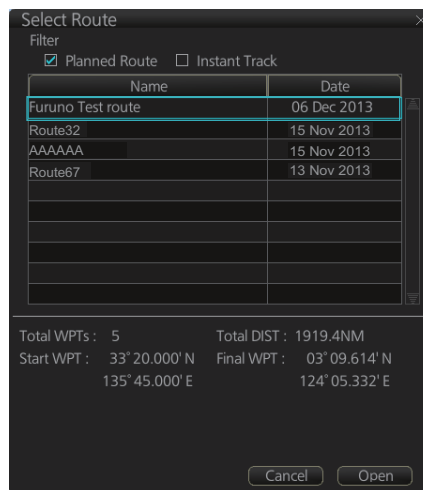 Select Route
Filter
Planned Route Instant Track
Name Date
Furuno Test route 06 Dec 2013
Route32 15 Nov 2013
AAAAAA 15 Nov 2013
Route67 13 Nov 2013
Total WPTs : 5 Total DIST : 1919.4NM
Start WPT : 33°20.000' N Final WPT : 03°09.614' N
135°45.000' E 124°05.332' E
Cancel Open